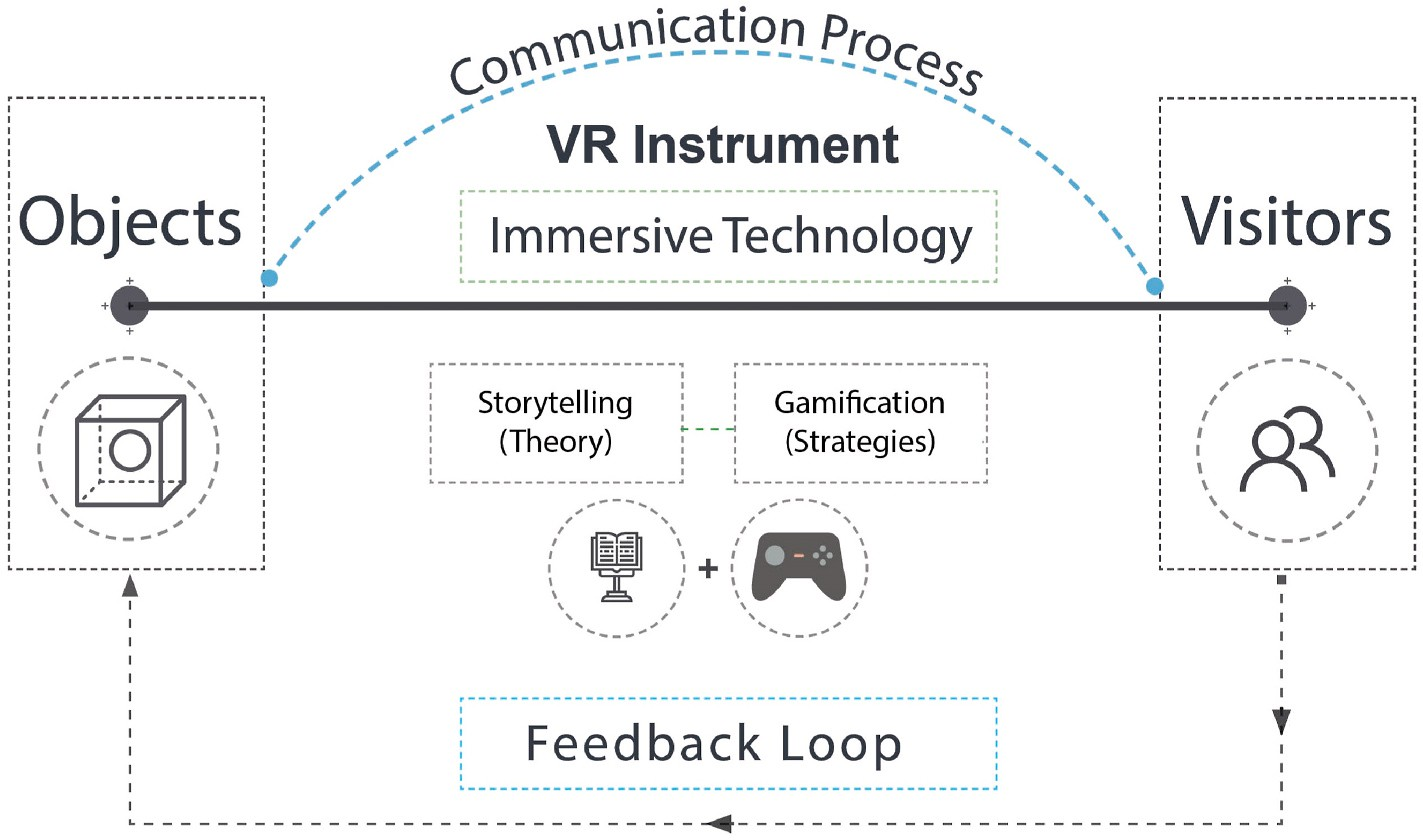 Communication Process
VR Instrument
Objects
Immersive Technology
Visitors
Storytelling
(Theory)
Gamification
(Strategies)
+
Feedback Loop